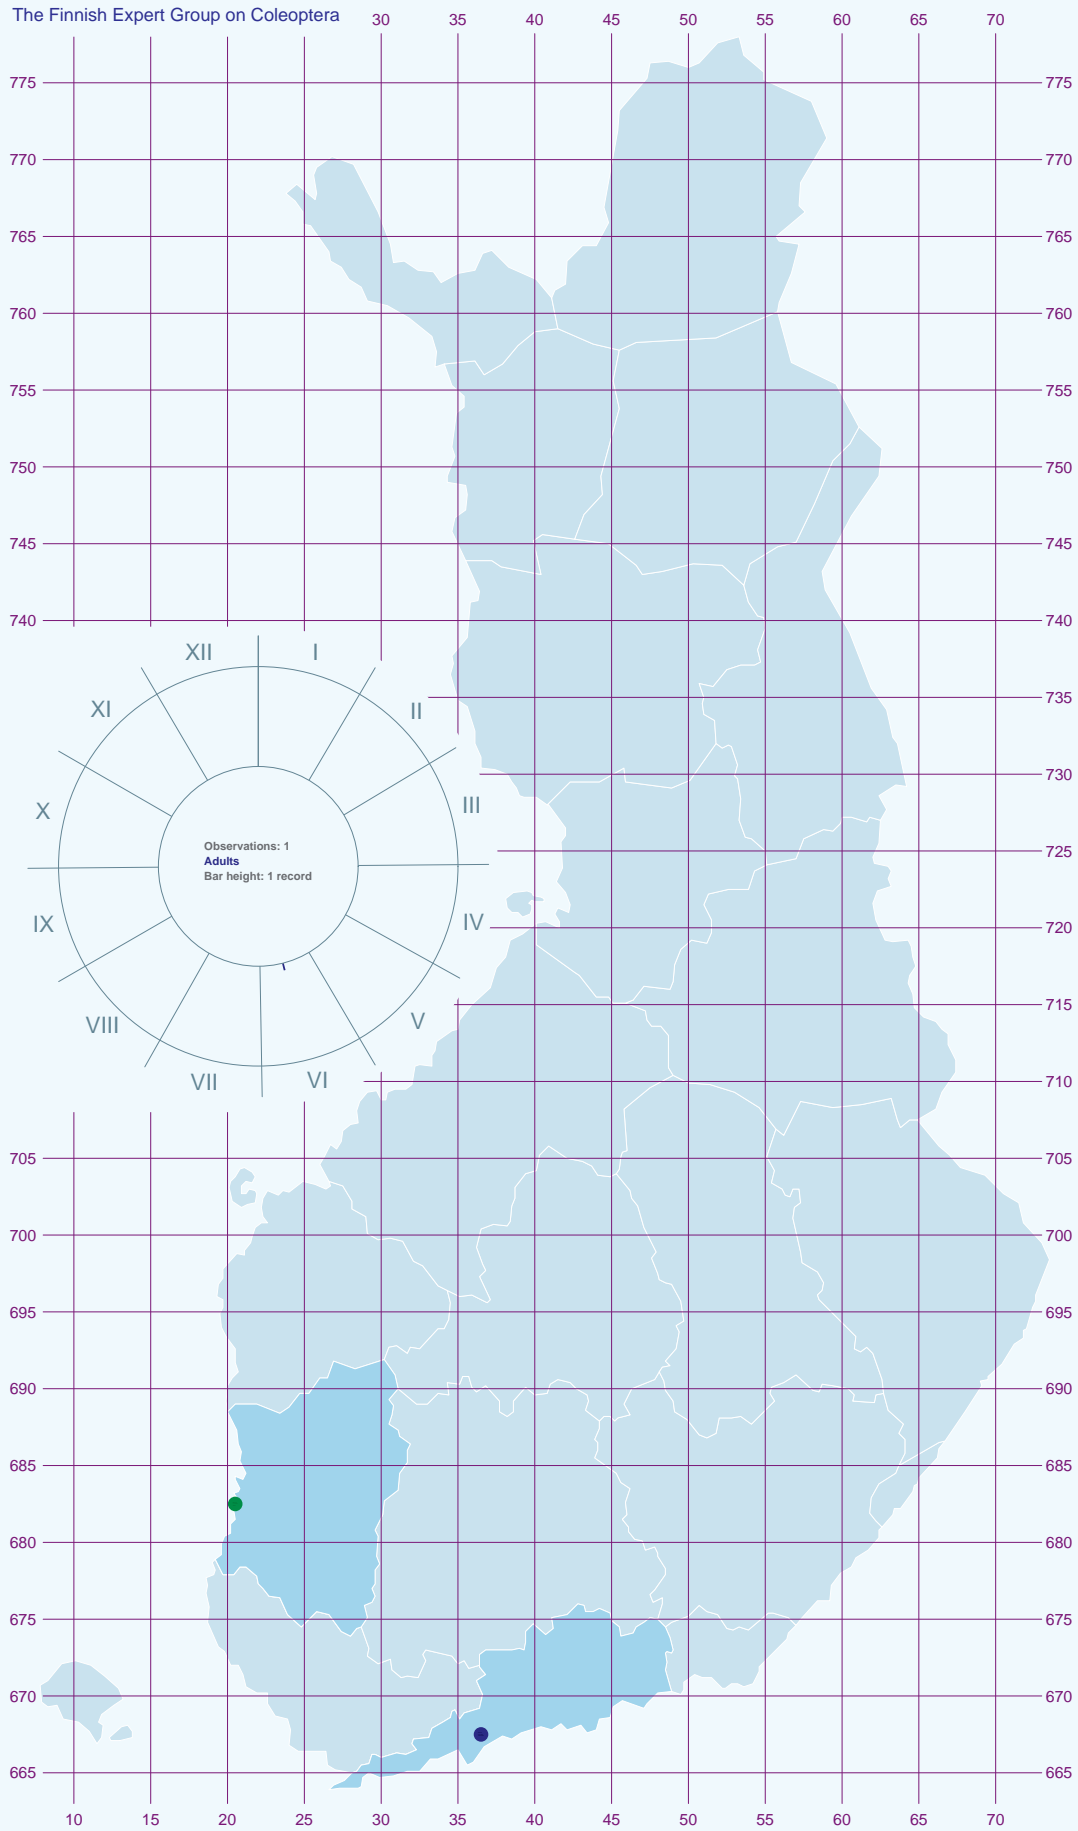 The Finnish Expert Group on Coleoptera
30 40 50 60 70
35 45 55 65
775 775
770 770
765 765
760 760
755 755
750 750
745 745
740 740
XII I
XI II
735
730
X III
725
Observations: 1
Adults
Bar height: 1 record
IX IV
720
VIII V
715
VII VI
710
705 705
700 700
695 695
690 690
685 685
680 680
675 675
670 670
665 665
10 15 20 25 30 35 40 45 50 55 60 65 70